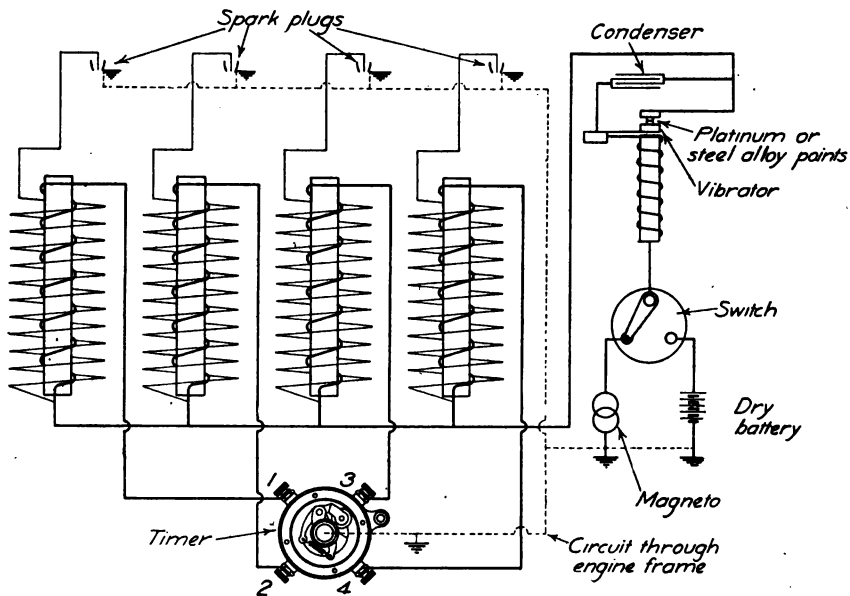 Spark plugs
Condenser
Platinum or
steel alloy points
Vibrator
Switch
Dry
battery
Magneto
1
3
Timer
2
4
Circuit through
engine frame